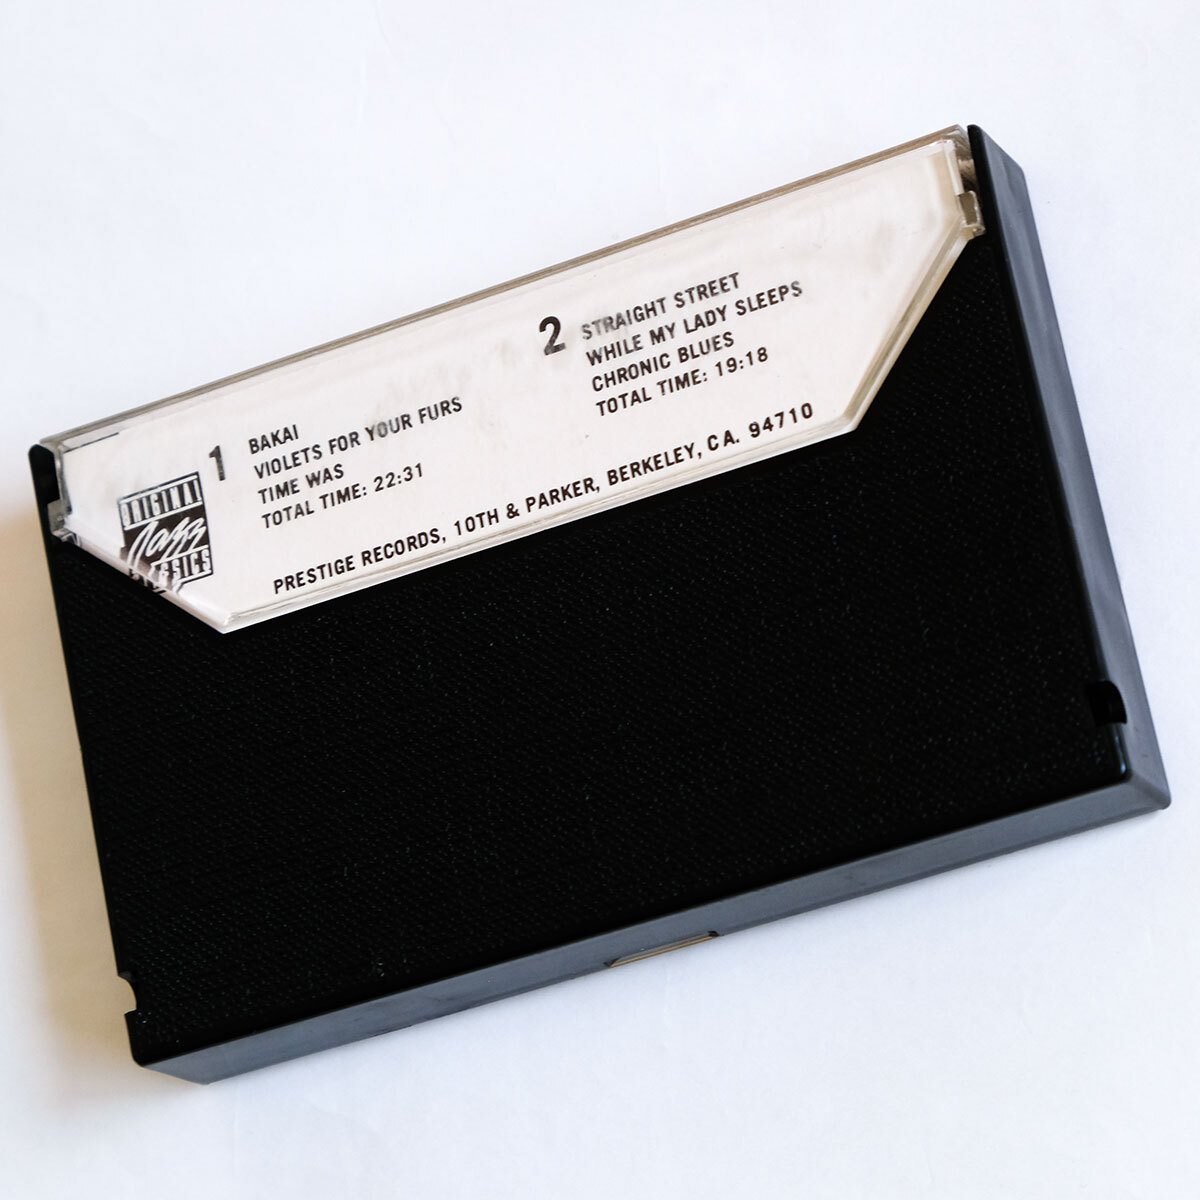 1
BAKAI
VIOLETS FOR YOUR FURS
TIME WAS
TOTAL TIME: 22:31
2
STRAIGHT STREET
WHILE MY LADY SLEEPS
CHRONIC BLUES
TOTAL TIME: 19:18
ORIGINAL
Jazz
CLASSICS
PRESTIGE RECORDS, 10TH & PARKER, BERKELEY, CA. 94710